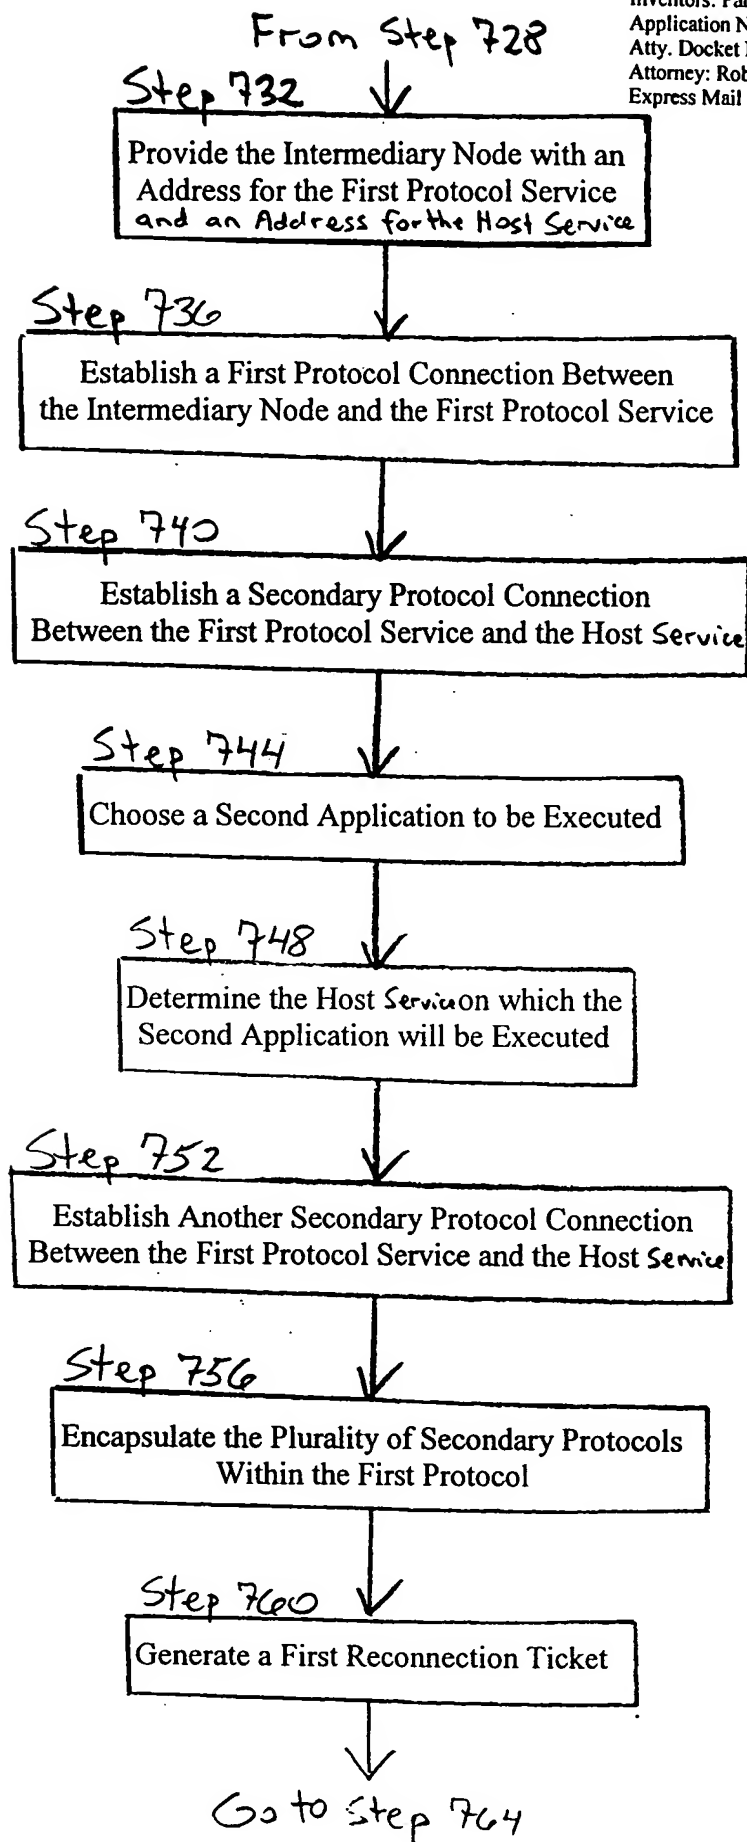 Inventors: Pa
Application N
Atty. Docket
Attorney: Rob
Express Mail
From Step 728
Step 732
Provide the Intermediary Node with an
Address for the First Protocol Service
and an Address for the Host Service
Step 736
Establish a First Protocol Connection Between
the Intermediary Node and the First Protocol Service
Step 740
Establish a Secondary Protocol Connection
Between the First Protocol Service and the Host Service
Step 744
Choose a Second Application to be Executed
Step 748
Determine the Host Service on which the
Second Application will be Executed
Step 752
Establish Another Secondary Protocol Connection
Between the First Protocol Service and the Host Service
Step 756
Encapsulate the Plurality of Secondary Protocols
Within the First Protocol
Step 760
Generate a First Reconnection Ticket
Go to Step 764